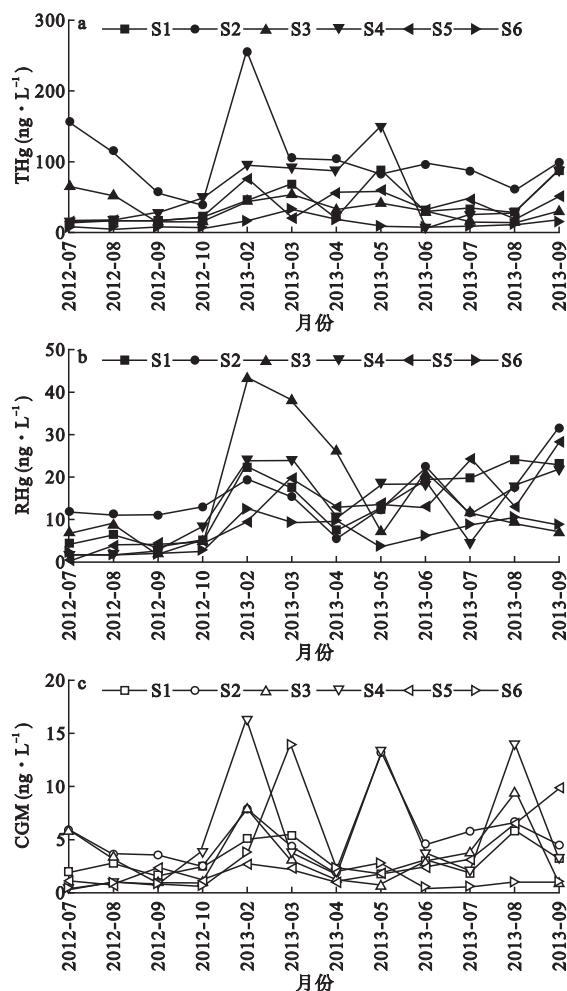 a S1 S2 S3 S4 S5 S6
THg (ng·L⁻¹)
300
200
100
0
2012-07 2012-08 2012-09 2012-10 2013-02 2013-03 2013-04 2013-05 2013-06 2013-07 2013-08 2013-09
月份
b S1 S2 S3 S4 S5 S6
RHg (ng·L⁻¹)
50
40
30
20
10
0
2012-07 2012-08 2012-09 2012-10 2013-02 2013-03 2013-04 2013-05 2013-06 2013-07 2013-08 2013-09
月份
c S1 S2 S3 S4 S5 S6
CGM (ng·L⁻¹)
20
15
10
5
0
2012-07 2012-08 2012-09 2012-10 2013-02 2013-03 2013-04 2013-05 2013-06 2013-07 2013-08 2013-09
月份